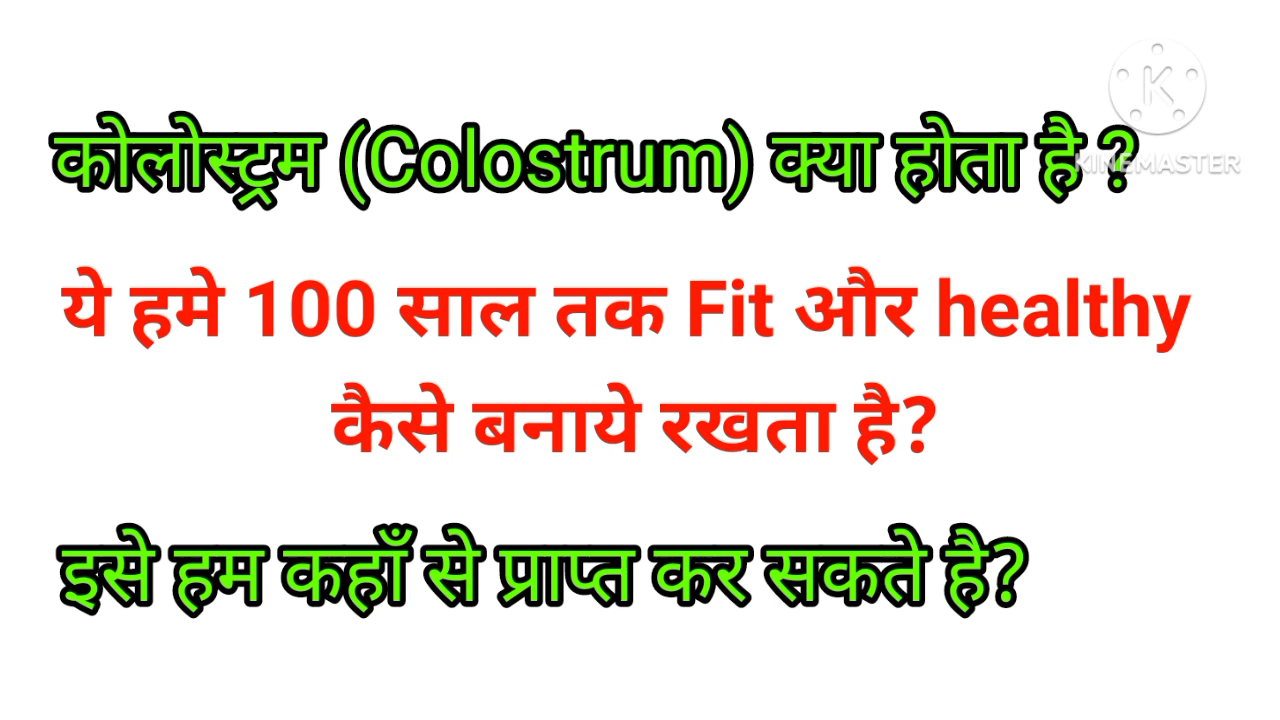 कोलोस्ट्रम (Colostrum) क्या होता है ?
KINEMASTER
ये हमे 100 साल तक Fit और healthy
कैसे बनाये रखता है?
इसे हम कहाँ से प्राप्त कर सकते है?